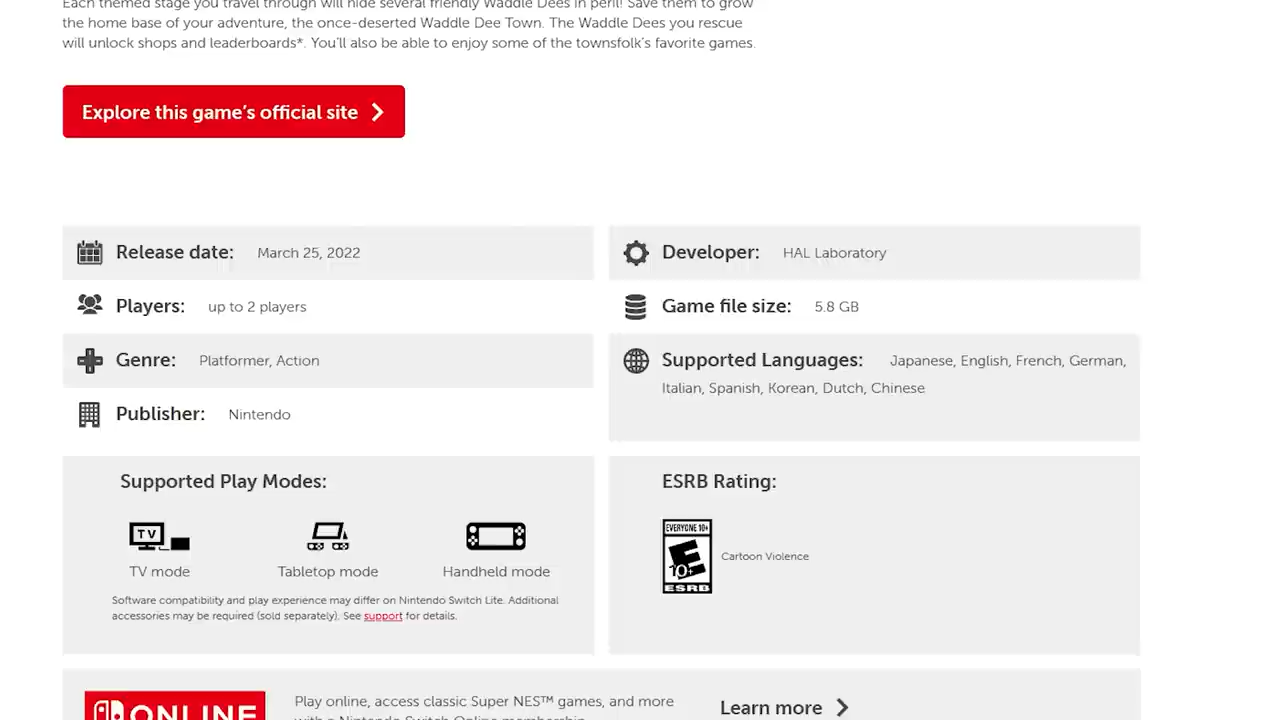 Each themed stage you travel through will hide several friendly Waddle Dees in peril! Save them to grow
the home base of your adventure, the once-deserted Waddle Dee Town. The Waddle Dees you rescue
will unlock shops and leaderboards*. You'll also be able to enjoy some of the townsfolk's favorite games.
Explore this game's official site
Release date: March 25, 2022
Players: up to 2 players
Genre: Platformer, Action
Publisher: Nintendo
Developer: HAL Laboratory
Game file size: 5.8 GB
Supported Languages: Japanese, English, French, German,
Italian, Spanish, Korean, Dutch, Chinese
Supported Play Modes:
TV
TV mode
Tabletop mode
Handheld mode
Software compatibility and play experience may differ on Nintendo Switch Lite. Additional
accessories may be required (sold separately). See support for details.
ESRB Rating:
EVERYONE 10+
E
10+
ESRB
Cartoon Violence
ONLINE
Play online, access classic Super NES™ games, and more
with a Nintendo Switch Online membership.
Learn more